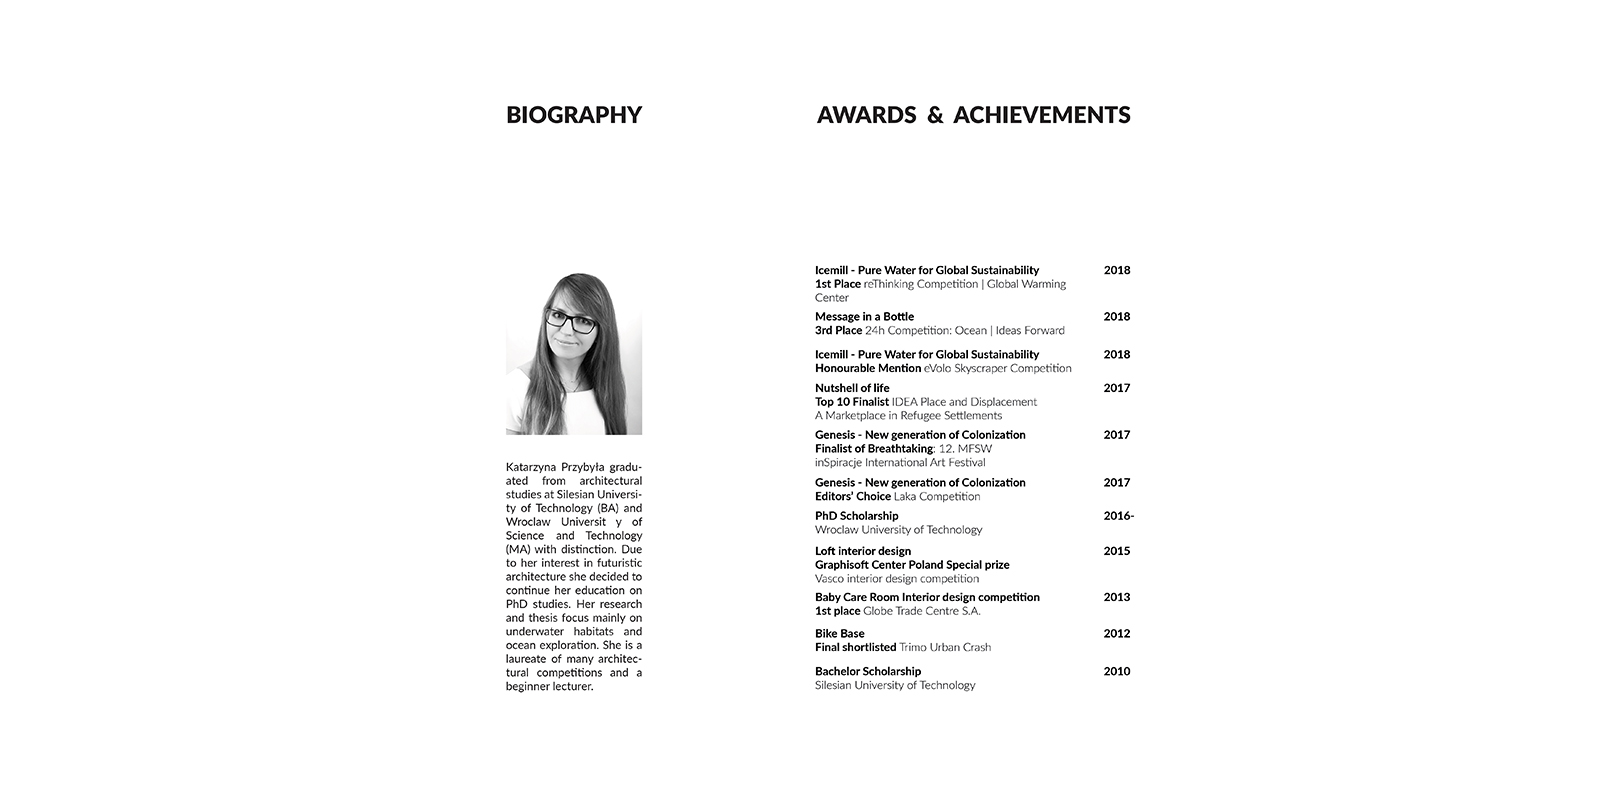 BIOGRAPHY
Katarzyna Przybyła gradu-
ated from architectural
studies at Silesian Universi-
ty of Technology (BA) and
Wroclaw Universit y of
Science and Technology
(MA) with distinction. Due
to her interest in futuristic
architecture she decided to
continue her education on
PhD studies. Her research
and thesis focus mainly on
underwater habitats and
ocean exploration. She is a
laureate of many architec-
tural competitions and a
beginner lecturer.
AWARDS & ACHIEVEMENTS
Icemill - Pure Water for Global Sustainability 2018
1st Place reThinking Competition | Global Warming
Center
Message in a Bottle 2018
3rd Place 24h Competition: Ocean | Ideas Forward
Icemill - Pure Water for Global Sustainability 2018
Honourable Mention eVolo Skyscraper Competition
Nutshell of life 2017
Top 10 Finalist IDEA Place and Displacement
A Marketplace in Refugee Settlements
Genesis - New generation of Colonization 2017
Finalist of Breathtaking: 12. MFSW
inSpiracje International Art Festival
Genesis - New generation of Colonization 2017
Editors' Choice Laka Competition
PhD Scholarship 2016-
Wroclaw University of Technology
Loft interior design 2015
Graphisoft Center Poland Special prize
Vasco interior design competition
Baby Care Room Interior design competition 2013
1st place Globe Trade Centre S.A.
Bike Base 2012
Final shortlisted Trimo Urban Crash
Bachelor Scholarship 2010
Silesian University of Technology